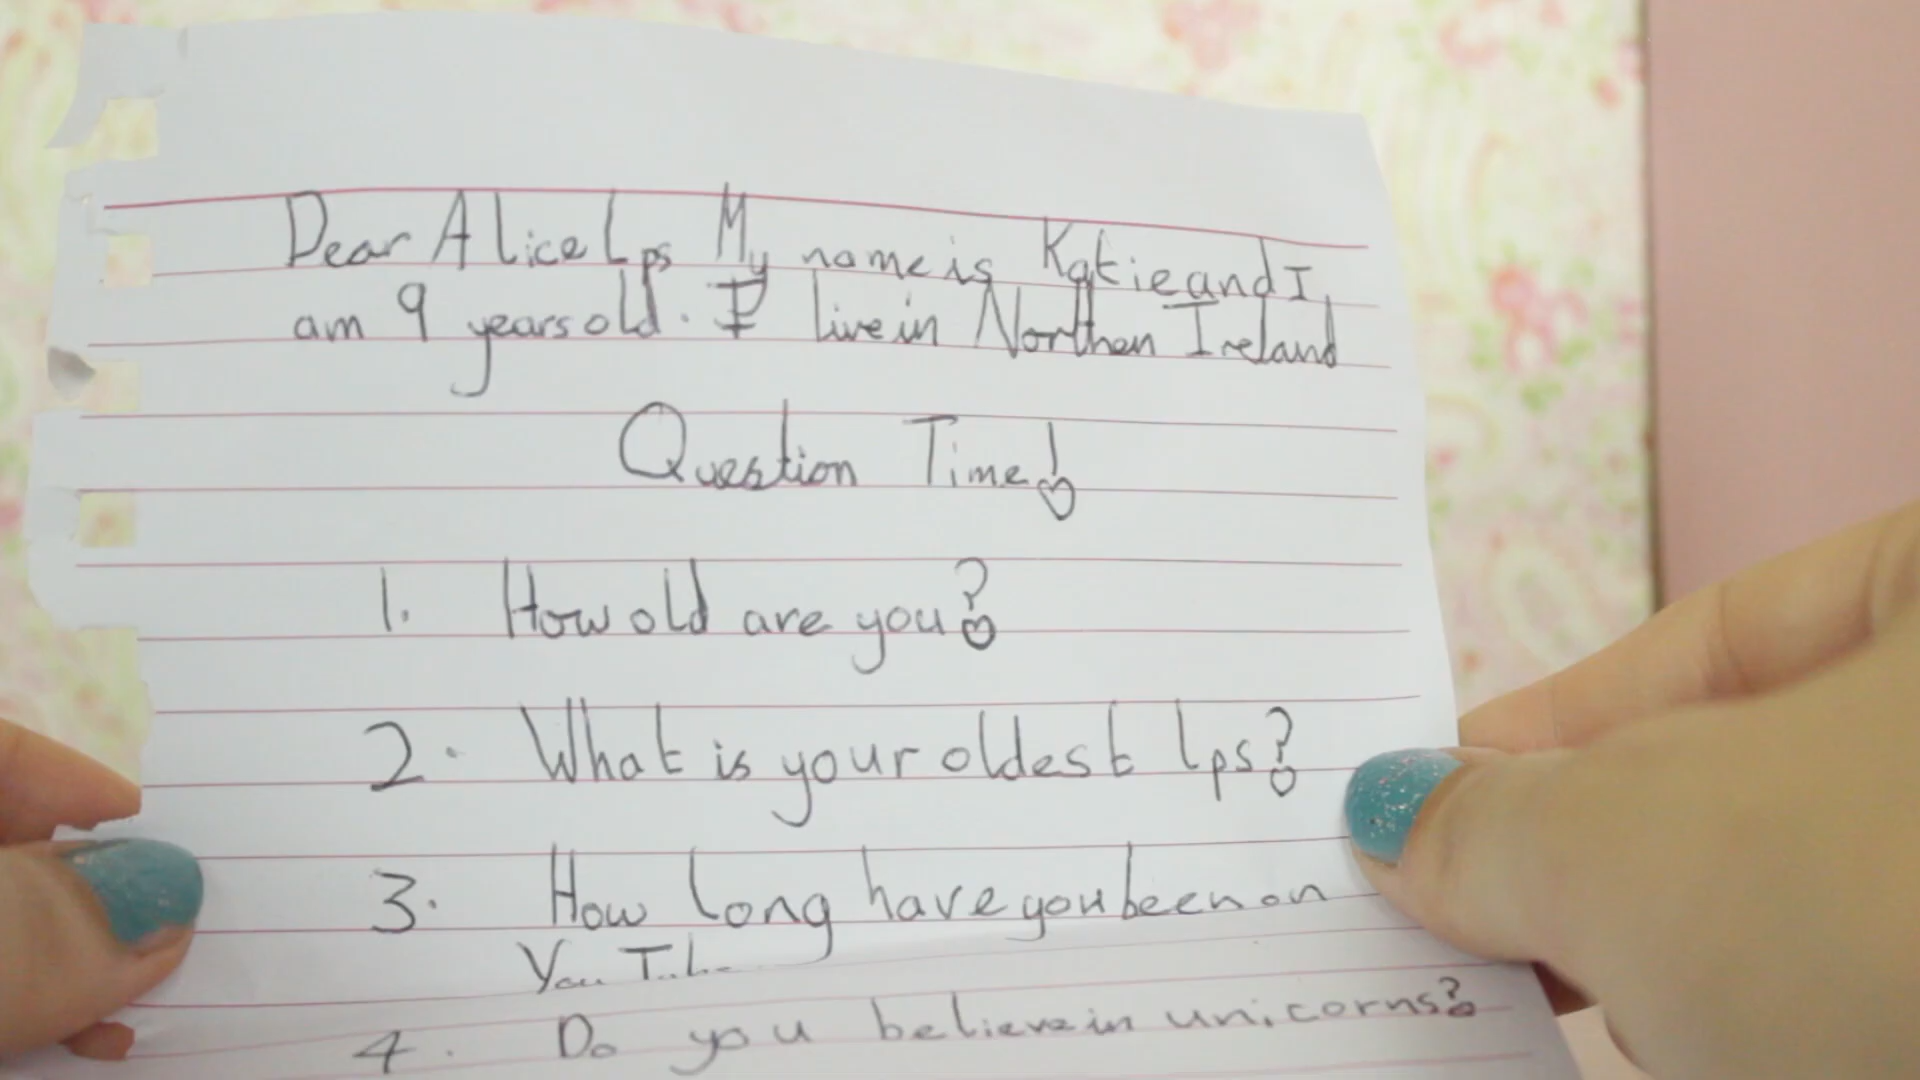 Dear Alice Lps My name is Katie and I
am 9 years old. I live in Northen Ireland
Question Time!
1. How old are you?
2. What is your oldest lps?
3. How long have you been on
You Tube
4. Do you believe in unicorns?